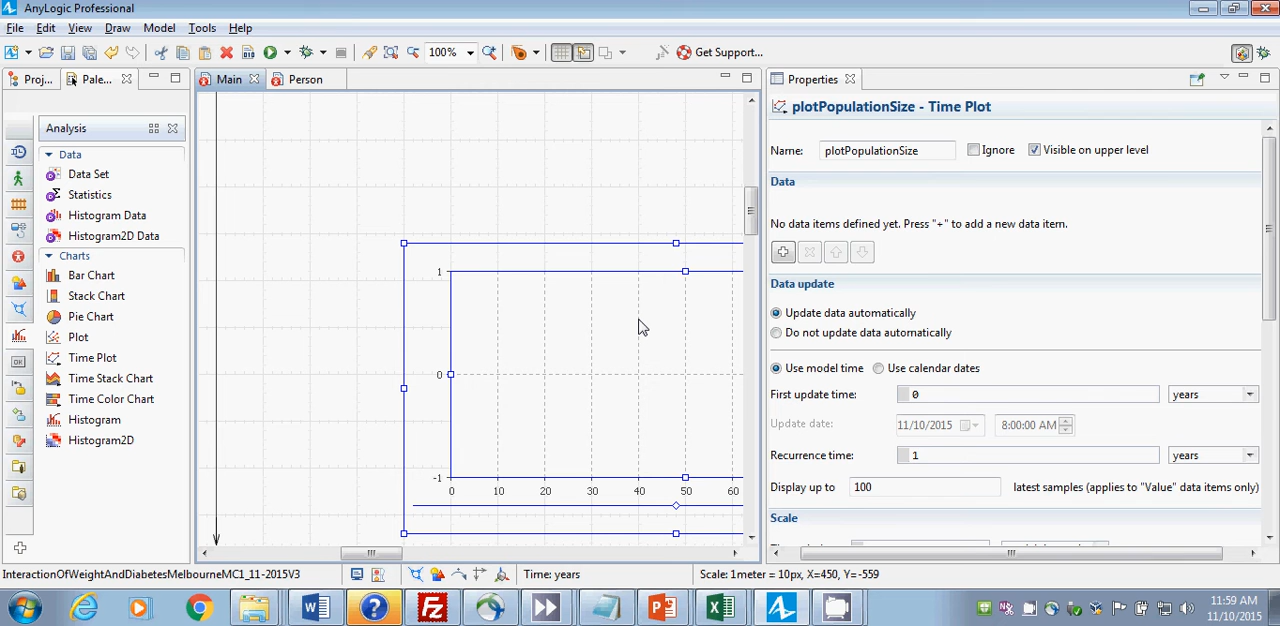 AnyLogic Professional
File Edit View Draw Model Tools Help
100% Get Support...
Proj... Pale... Main Person Properties
Analysis
Data
Data Set
Statistics
Histogram Data
Histogram2D Data
Charts
Bar Chart
Stack Chart
Pie Chart
Plot
Time Plot
Time Stack Chart
Time Color Chart
Histogram
Histogram2D
1
0
-1
0 10 20 30 40 50 60
plotPopulationSize - Time Plot
Name: plotPopulationSize Ignore Visible on upper level
Data
No data items defined yet. Press "+" to add a new data item.
Data update
Update data automatically
Do not update data automatically
Use model time Use calendar dates
First update time: 0 years
Update date: 11/10/2015 8:00:00 AM
Recurrence time: 1 years
Display up to 100 latest samples (applies to "Value" data items only)
Scale
InteractionOfWeightAndDiabetesMelbourneMC1_11-2015V3 Time: years Scale: 1meter = 10px, X=450, Y=-559
11:59 AM
11/10/2015